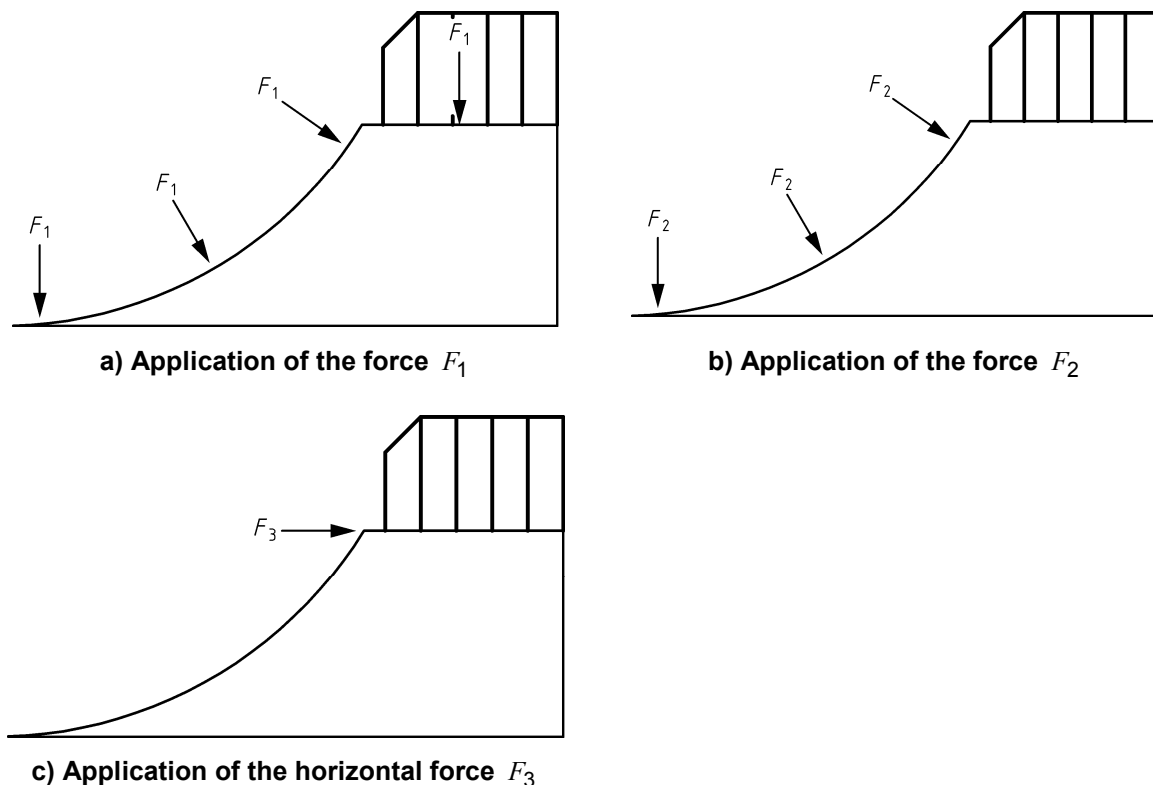 F1
F1
F1
F1
a) Application of the force F1
F2
F2
F2
b) Application of the force F2
F3
c) Application of the horizontal force F3